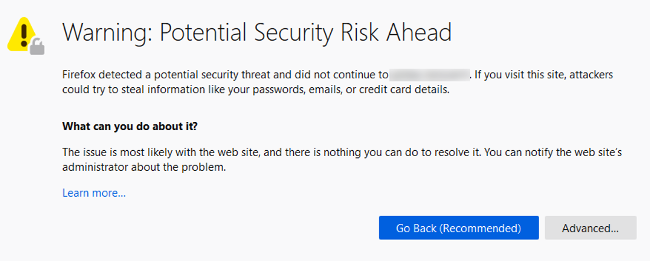 Warning: Potential Security Risk Ahead
Firefox detected a potential security threat and did not continue to . If you visit this site, attackers
could try to steal information like your passwords, emails, or credit card details.
What can you do about it?
The issue is most likely with the web site, and there is nothing you can do to resolve it. You can notify the web site's
administrator about the problem.
Learn more...
Go Back (Recommended)
Advanced...